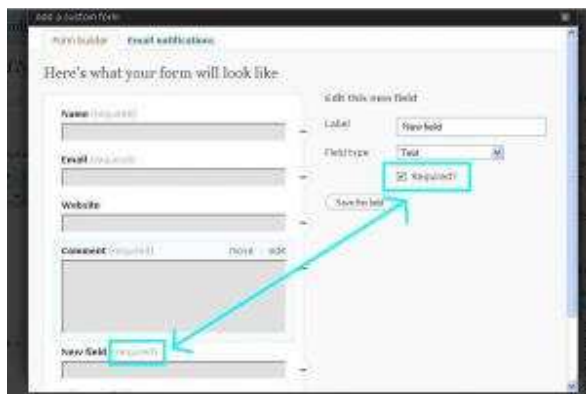 Add a custom form
Form builder Email notifications
Here's what your form will look like
Name (required)
Email (required)
Website
Comment (required) move edit
New field (required)
Edit this new field
Label New field
Field type Text
Required?
Save this field